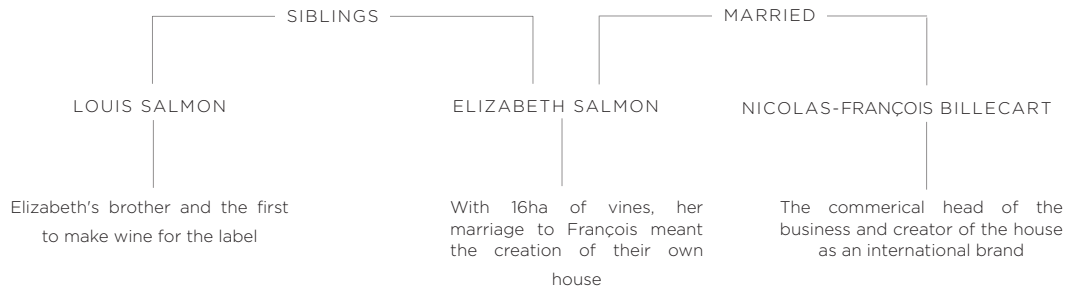 SIBLINGS
MARRIED
LOUIS SALMON
ELIZABETH SALMON
NICOLAS-FRANÇOIS BILLECART
Elizabeth's brother and the first
to make wine for the label
With 16ha of vines, her
marriage to François meant
the creation of their own
house
The commerical head of the
business and creator of the house
as an international brand